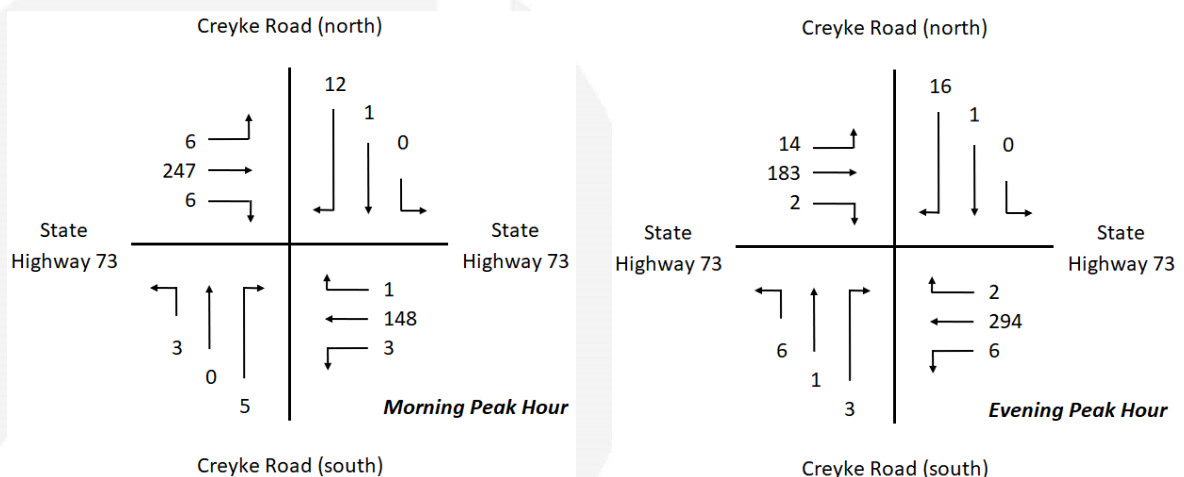 Creyke Road (north)
12
1
0
6
247
6
State
Highway 73
State
Highway 73
1
148
3
3
0
5
Morning Peak Hour
Creyke Road (south)
Creyke Road (north)
16
1
0
14
183
2
State
Highway 73
State
Highway 73
2
294
6
6
1
3
Evening Peak Hour
Creyke Road (south)